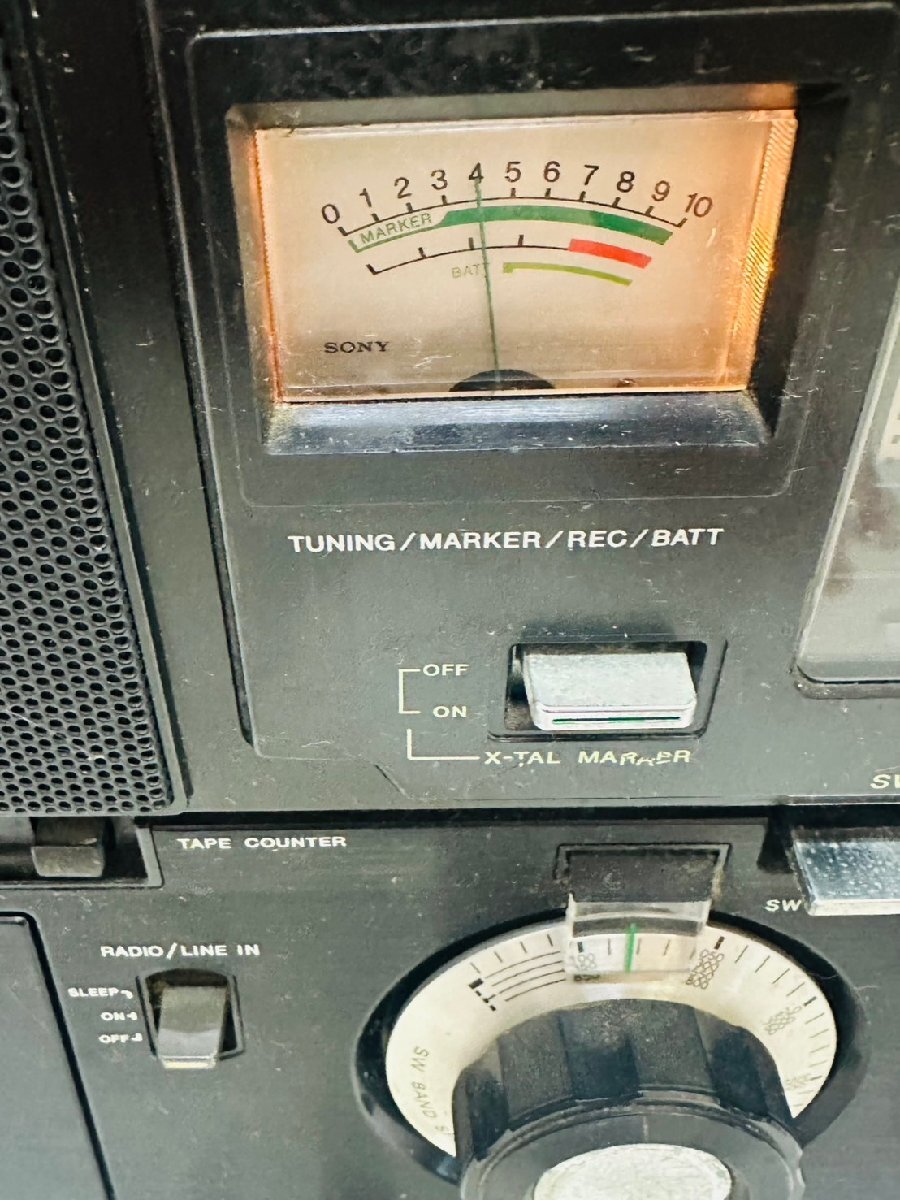 0 1 2 3 4 5 6 7 8 9 10
MARKER
BATT
SONY
TUNING/MARKER/REC/BATT
OFF
ON
X-TAL MARKER
TAPE COUNTER
SW
RADIO/LINE IN
SLEEP
ON
OFF
SW BAND